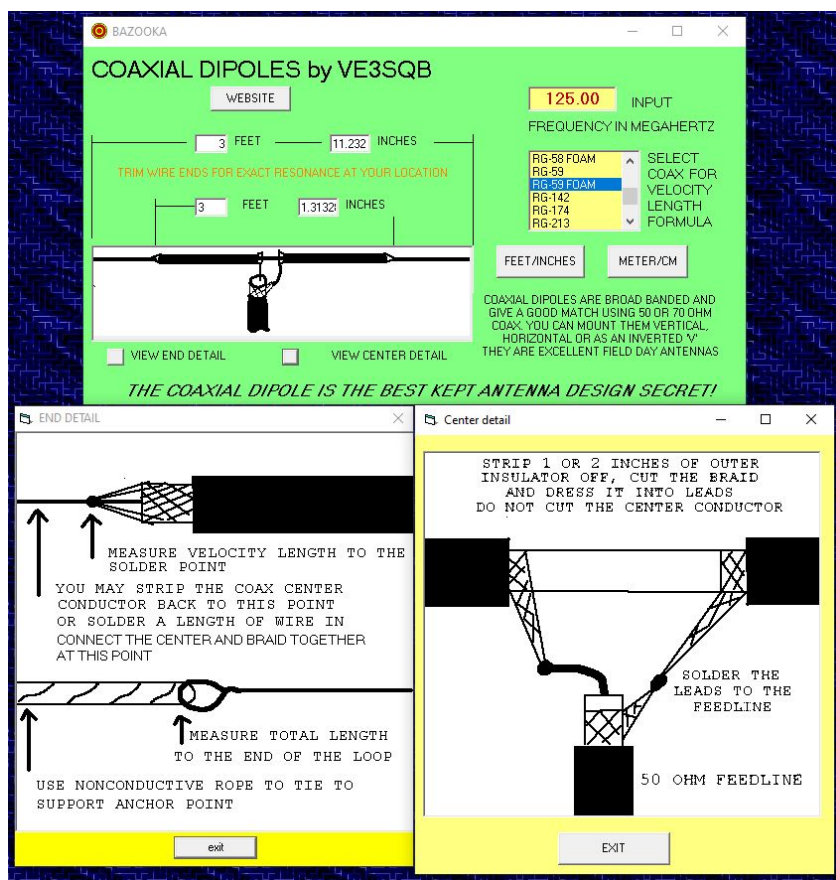 BAZOOKA
COAXIAL DIPOLES by VE3SQB
WEBSITE
125.00 INPUT
FREQUENCY IN MEGAHERTZ
3 FEET 11.232 INCHES
TRIM WIRE ENDS FOR EXACT RESONANCE AT YOUR LOCATION
3 FEET 1.3132 INCHES
RG-58 FOAM
RG-59
RG-59 FOAM
RG-142
RG-174
RG-213
SELECT
COAX FOR
VELOCITY
LENGTH
FORMULA
FEET/INCHES METER/CM
COAXIAL DIPOLES ARE BROAD BANDED AND
GIVE A GOOD MATCH USING 50 OR 70 OHM
COAX. YOU CAN MOUNT THEM VERTICAL,
HORIZONTAL OR AS AN INVERTED 'V'
THEY ARE EXCELLENT FIELD DAY ANTENNAS
VIEW END DETAIL VIEW CENTER DETAIL
THE COAXIAL DIPOLE IS THE BEST KEPT ANTENNA DESIGN SECRET!
END DETAIL
MEASURE VELOCITY LENGTH TO THE
SOLDER POINT
YOU MAY STRIP THE COAX CENTER
CONDUCTOR BACK TO THIS POINT
OR SOLDER A LENGTH OF WIRE IN
CONNECT THE CENTER AND BRAID TOGETHER
AT THIS POINT
MEASURE TOTAL LENGTH
TO THE END OF THE LOOP
USE NONCONDUCTIVE ROPE TO TIE TO
SUPPORT ANCHOR POINT
exit
Center detail
STRIP 1 OR 2 INCHES OF OUTER
INSULATOR OFF, CUT THE BRAID
AND DRESS IT INTO LEADS
DO NOT CUT THE CENTER CONDUCTOR
SOLDER THE
LEADS TO THE
FEEDLINE
50 OHM FEEDLINE
EXIT